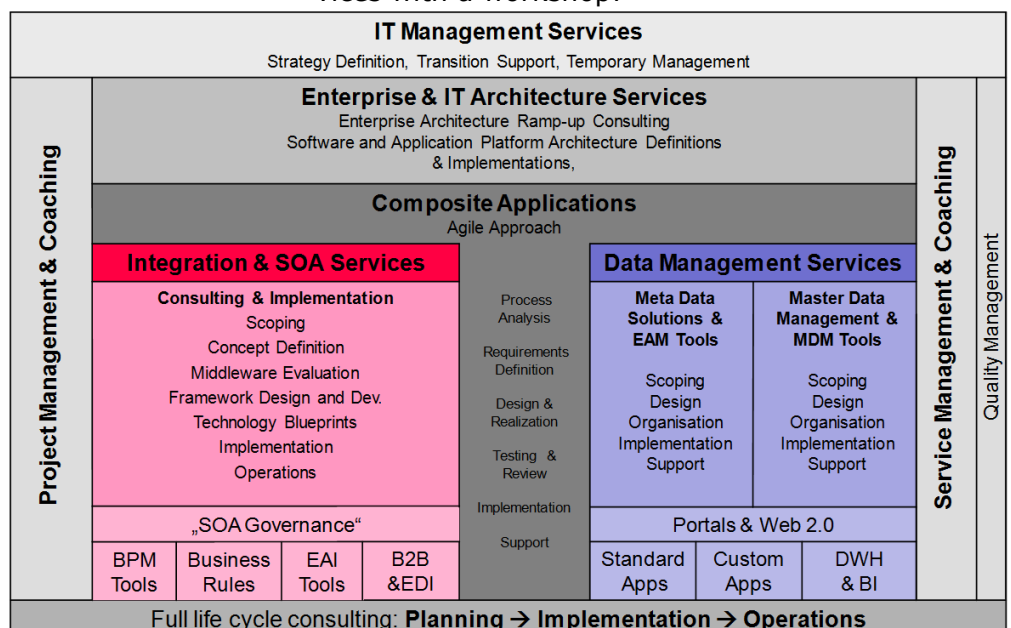 vices with a workshop.
IT Management Services
Strategy Definition, Transition Support, Temporary Management
Enterprise & IT Architecture Services
Enterprise Architecture Ramp-up Consulting
Software and Application Platform Architecture Definitions
& Implementations,
Project Management & Coaching
Composite Applications
Agile Approach
Integration & SOA Services
Consulting & Implementation
Scoping
Concept Definition
Middleware Evaluation
Framework Design and Dev.
Technology Blueprints
Implementation
Operations
„SOA Governance“
BPM
Tools
Business
Rules
EAI
Tools
B2B
&EDI
Process
Analysis
Requirements
Definition
Design &
Realization
Testing &
Review
Implementation
Support
Data Management Services
Meta Data
Solutions &
EAM Tools
Scoping
Design
Organisation
Implementation
Support
Master Data
Management &
MDM Tools
Scoping
Design
Organisation
Implementation
Support
Portals & Web 2.0
Standard
Apps
Custom
Apps
DWH
& BI
Service Management & Coaching
Quality Management
Full life cycle consulting: Planning → Implementation → Operations